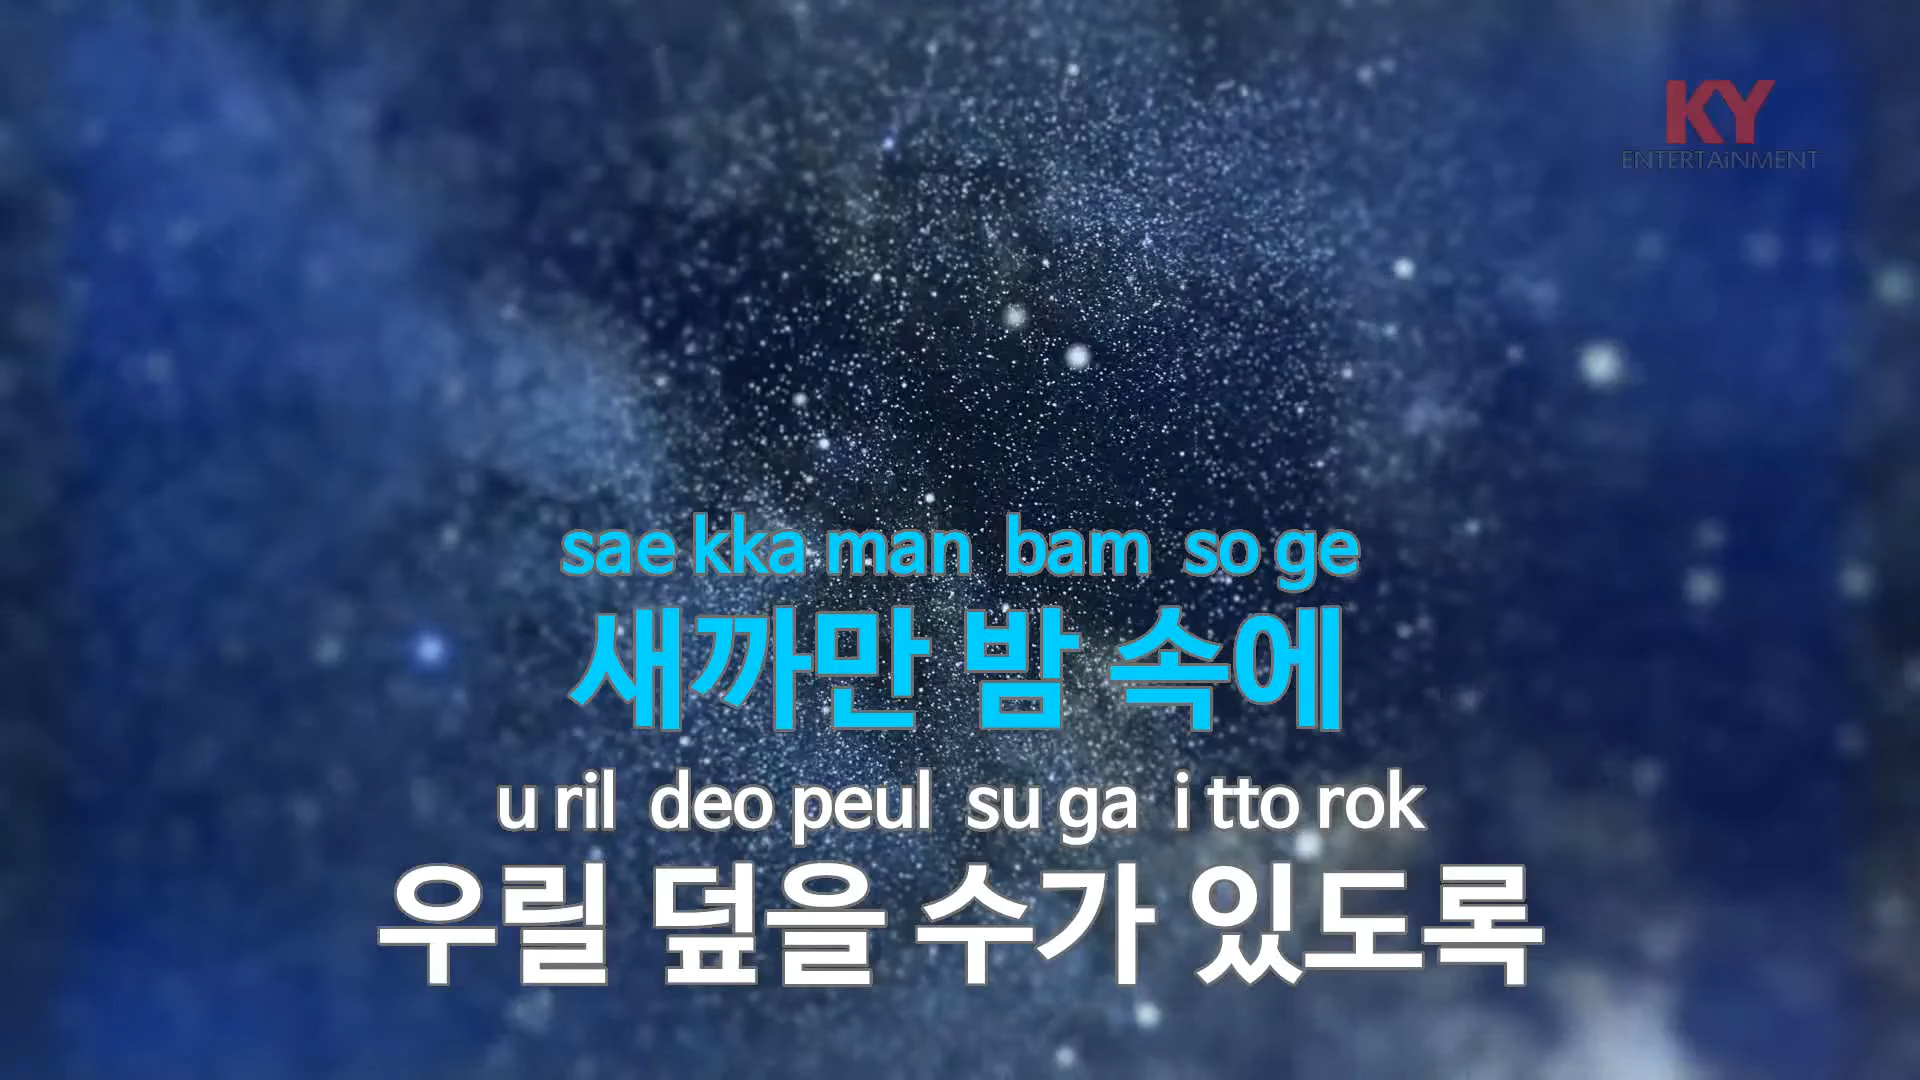 KY
ENTERTAiNMENT
sae kka man bam so ge
새까만 밤 속에
u ril deo peul su ga i tto rok
우릴 덮을 수가 있도록